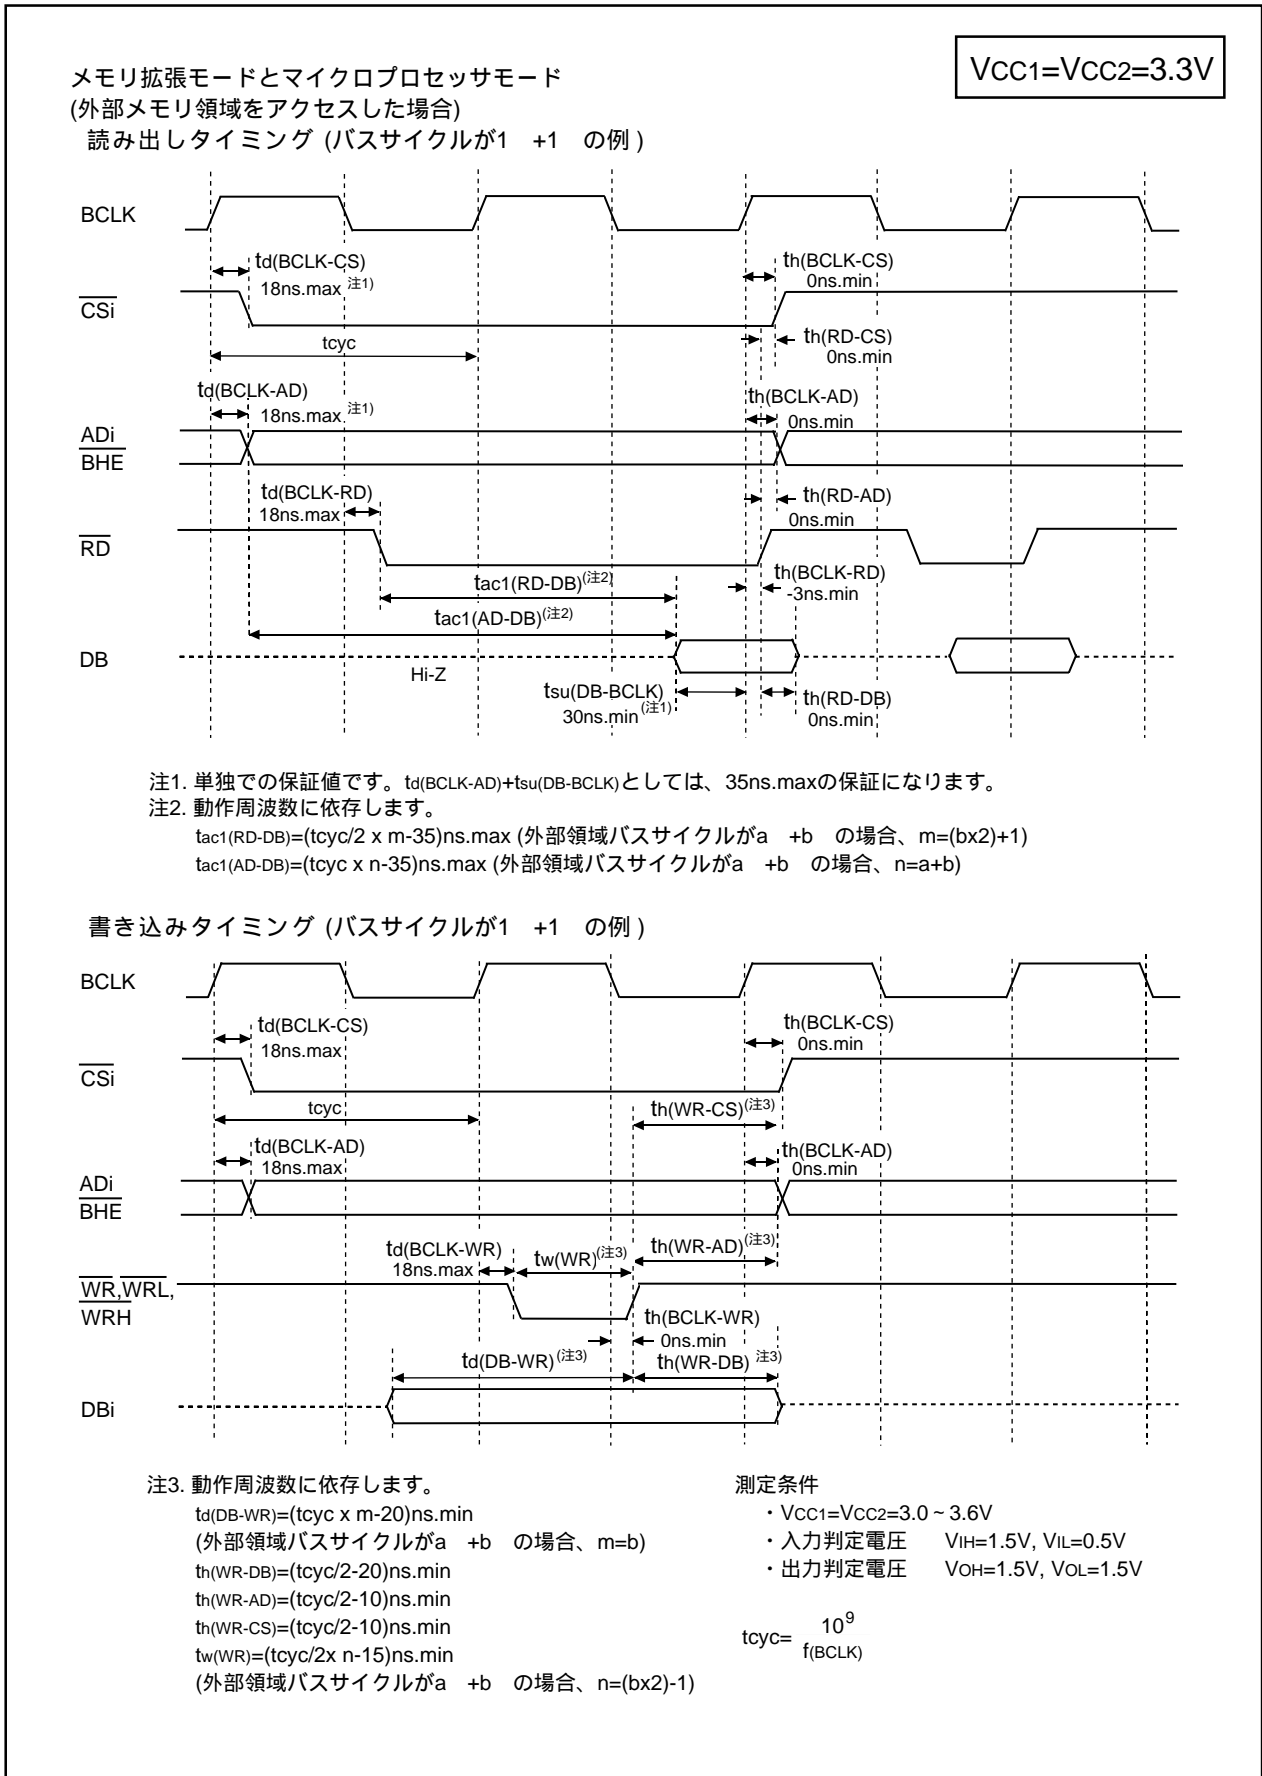 VCC1=VCC2=3.3V
メモリ拡張モードとマイクロプロセッサモード
(外部メモリ領域をアクセスした場合)
読み出しタイミング (バスサイクルが1　+1　の例 )
BCLK
td(BCLK-CS)
18ns.max 注1)
th(BCLK-CS)
0ns.min
CSi
th(RD-CS)
0ns.min
tcyc
td(BCLK-AD)
18ns.max 注1)
th(BCLK-AD)
0ns.min
ADi
BHE
td(BCLK-RD)
18ns.max
th(RD-AD)
0ns.min
RD
tac1(RD-DB)(注2)
th(BCLK-RD)
-3ns.min
tac1(AD-DB)(注2)
DB
Hi-Z
tsu(DB-BCLK)
30ns.min(注1)
th(RD-DB)
0ns.min
注1. 単独での保証値です。td(BCLK-AD)+tsu(DB-BCLK)としては、35ns.maxの保証になります。
注2. 動作周波数に依存します。
tac1(RD-DB)=(tcyc/2 x m-35)ns.max (外部領域バスサイクルがa　+b　の場合、m=(bx2)+1)
tac1(AD-DB)=(tcyc x n-35)ns.max (外部領域バスサイクルがa　+b　の場合、n=a+b)
書き込みタイミング (バスサイクルが1　+1　の例 )
BCLK
td(BCLK-CS)
18ns.max
th(BCLK-CS)
0ns.min
CSi
tcyc
th(WR-CS)(注3)
td(BCLK-AD)
18ns.max
th(BCLK-AD)
0ns.min
ADi
BHE
td(BCLK-WR)
18ns.max
tw(WR)(注3)
th(WR-AD)(注3)
WR,WRL,
WRH
th(BCLK-WR)
0ns.min
td(DB-WR)(注3)
th(WR-DB) 注3)
DBi
注3. 動作周波数に依存します。
td(DB-WR)=(tcyc x m-20)ns.min
(外部領域バスサイクルがa　+b　の場合、m=b)
th(WR-DB)=(tcyc/2-20)ns.min
th(WR-AD)=(tcyc/2-10)ns.min
th(WR-CS)=(tcyc/2-10)ns.min
tw(WR)=(tcyc/2x n-15)ns.min
(外部領域バスサイクルがa　+b　の場合、n=(bx2)-1)
測定条件
・VCC1=VCC2=3.0～3.6V
・入力判定電圧　VIH=1.5V, VIL=0.5V
・出力判定電圧　VOH=1.5V, VOL=1.5V
tcyc= 10^9
f(BCLK)